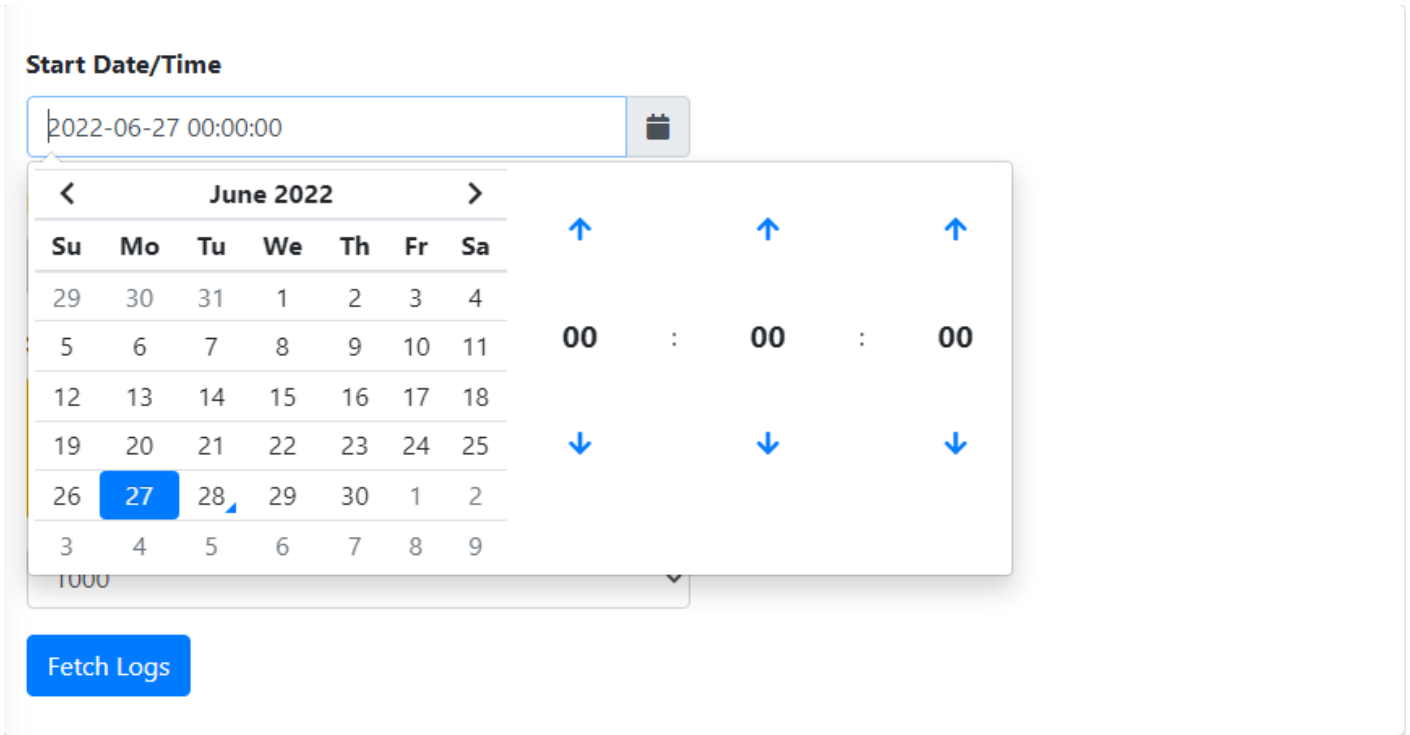 Start Date/Time
2022-06-27 00:00:00
June 2022
Su Mo Tu We Th Fr Sa
29 30 31 1 2 3 4
5 6 7 8 9 10 11
00 : 00 : 00
12 13 14 15 16 17 18
19 20 21 22 23 24 25
26 27 28 29 30 1 2
3 4 5 6 7 8 9
1000
Fetch Logs